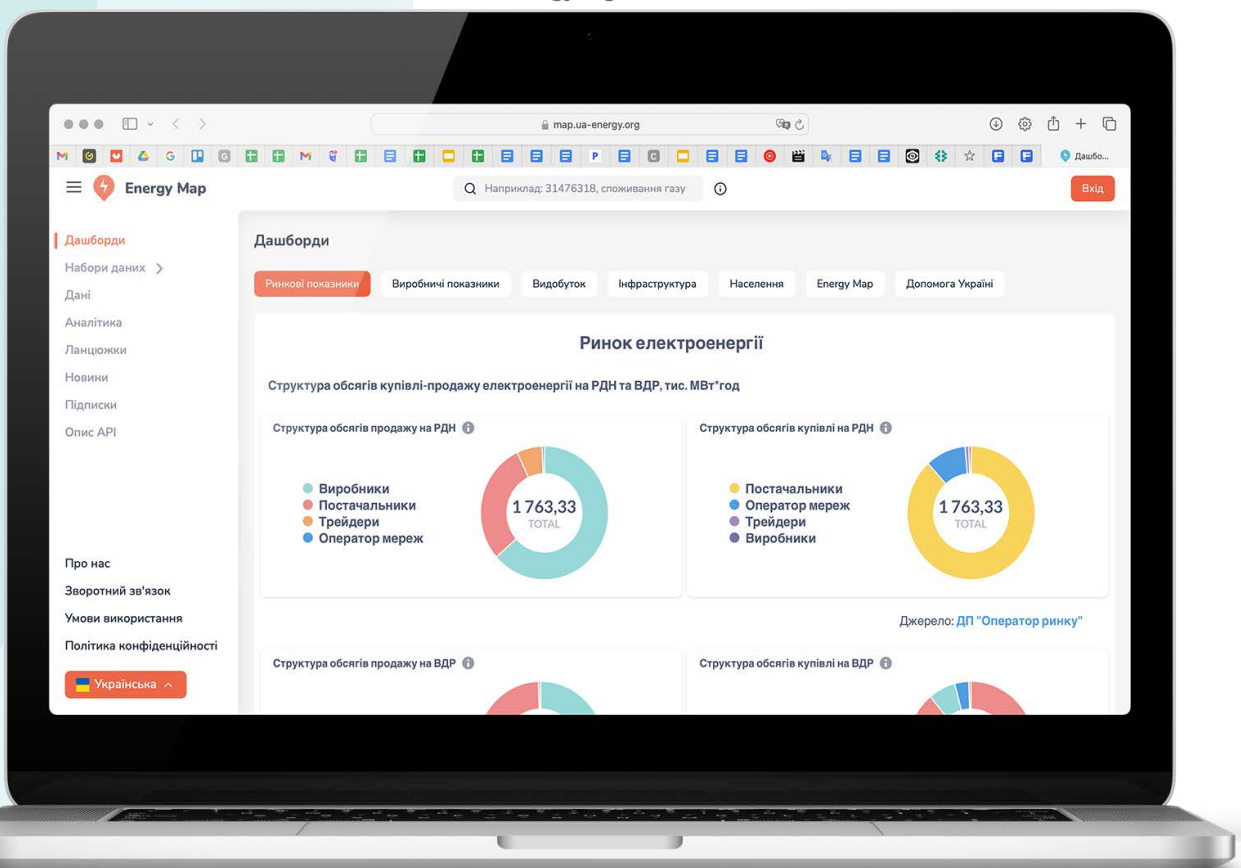 map.ua-energy.org
Дашбо...
Energy Map
Наприклад: 31476318, споживання газу
Вхід
Дашборди
Набори даних
Дані
Аналітика
Ланцюжки
Новини
Підписки
Опис API
Про нас
Зворотний зв'язок
Умови використання
Політика конфіденційності
Українська
Дашборди
Ринкові показники
Виробничі показники
Видобуток
Інфраструктура
Населення
Energy Map
Допомога Україні
Ринок електроенергії
Структура обсягів купівлі-продажу електроенергії на РДН та ВДР, тис. МВт*год
Структура обсягів продажу на РДН
Виробники
Постачальники
Трейдери
Оператор мереж
1 763,33
TOTAL
Структура обсягів купівлі на РДН
Постачальники
Оператор мереж
Трейдери
Виробники
1 763,33
TOTAL
Джерело: ДП "Оператор ринку"
Структура обсягів продажу на ВДР
Структура обсягів купівлі на ВДР